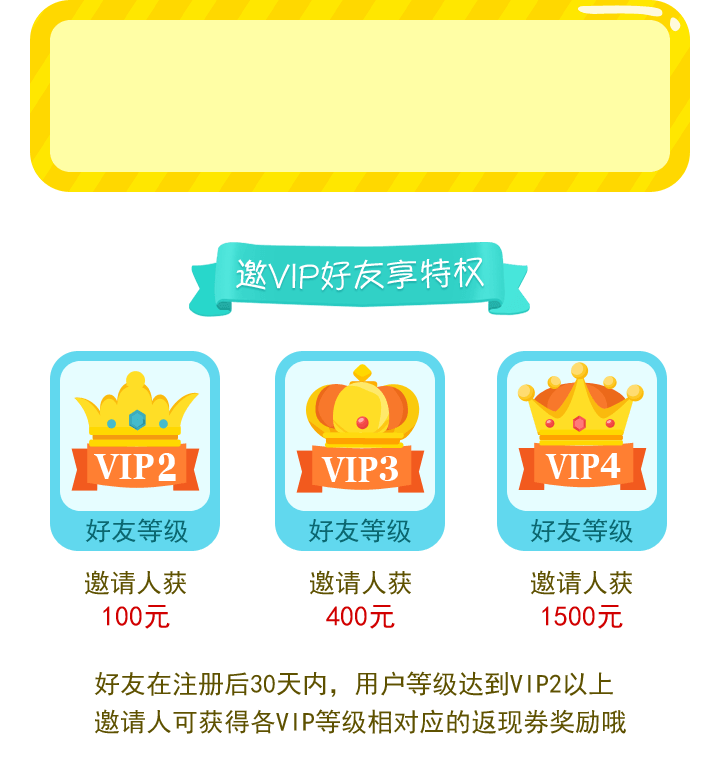 邀VIP好友享特权
VIP2
VIP3
VIP4
好友等级
好友等级
好友等级
邀请人获
邀请人获
邀请人获
100元
400元
1500元
好友在注册后30天内，用户等级达到VIP2以上
邀请人可获得各VIP等级相对应的返现券奖励哦